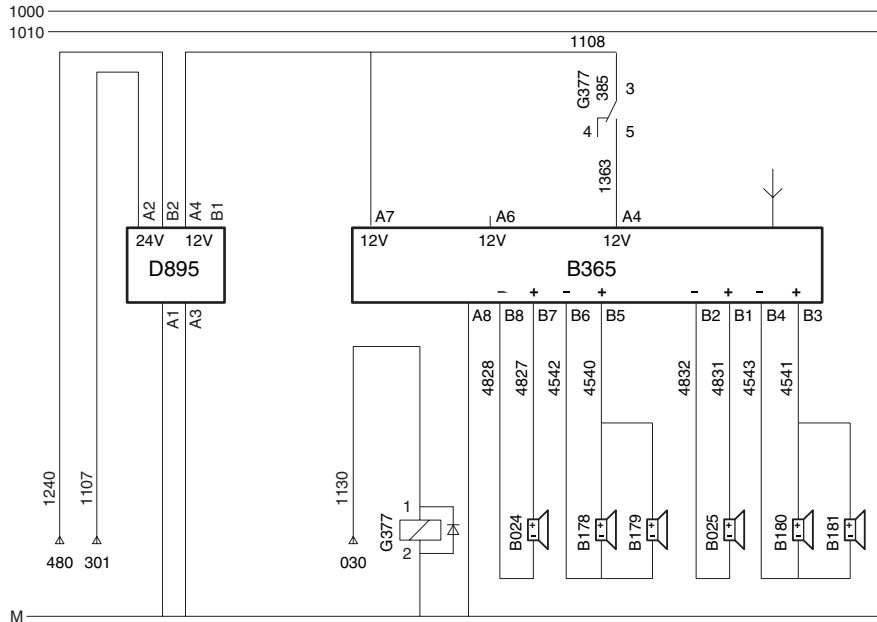 1000
1010
1108
G377
385
3
4
5
1363
A2
B2
A4
B1
24V
12V
D895
A1
A3
A7
A6
A4
12V
12V
12V
B365
–
+
–
+
–
+
–
+
A8
B8
B7
B6
B5
B2
B1
B4
B3
4828
4827
4542
4540
4832
4831
4543
4541
1240
1107
1130
G377
1
2
B024
+
-
B178
+
-
B179
+
-
B025
+
-
B180
+
-
B181
+
-
480
301
030
M